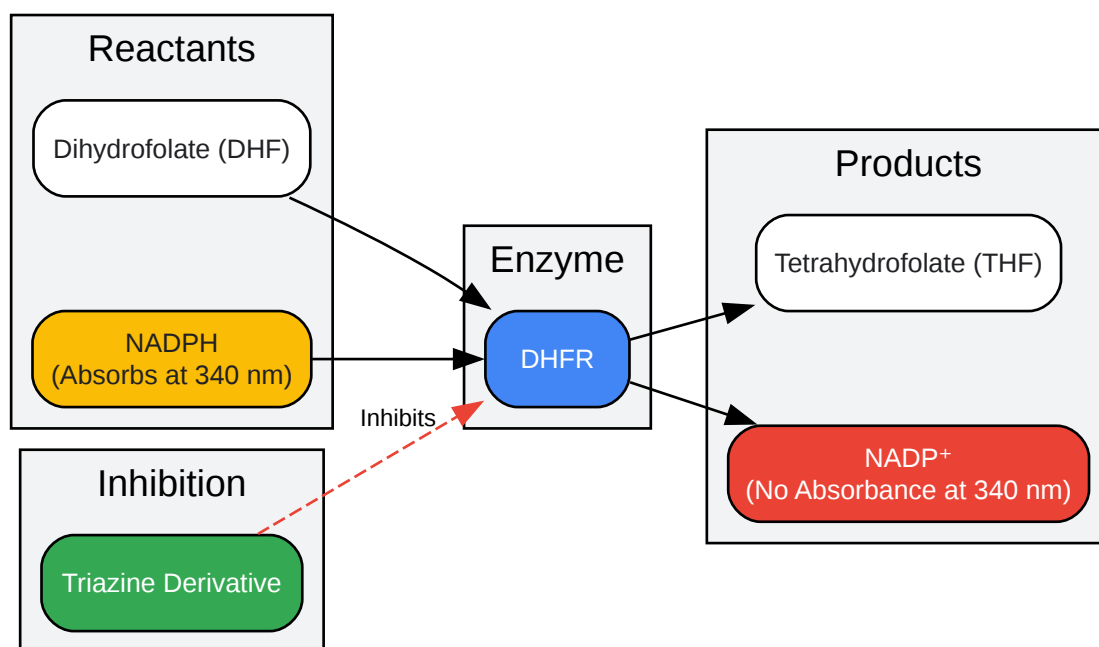 Reactants
Dihydrofolate (DHF)
NADPH
(Absorbs at 340 nm)
Inhibits
Inhibition
Triazine Derivative
Enzyme
DHFR
Products
Tetrahydrofolate (THF)
NADP⁺
(No Absorbance at 340 nm)